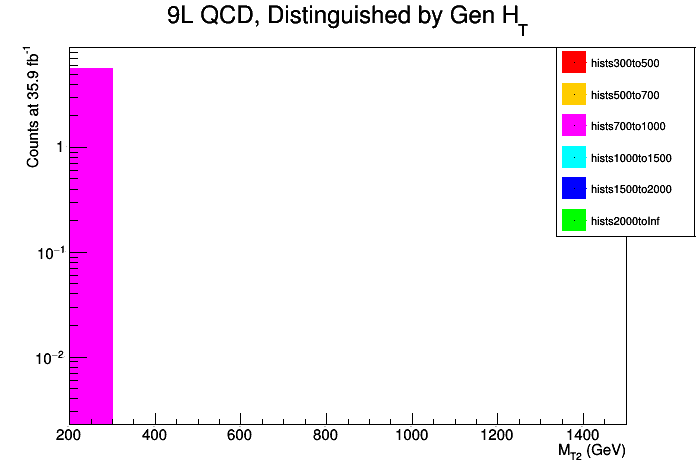 9L QCD, Distinguished by Gen H_T
Counts at 35.9 fb^-1
hists300to500
hists500to700
hists700to1000
hists1000to1500
hists1500to2000
hists2000toInf
1
10^−1
10^−2
200 400 600 800 1000 1200 1400
M_T2 (GeV)